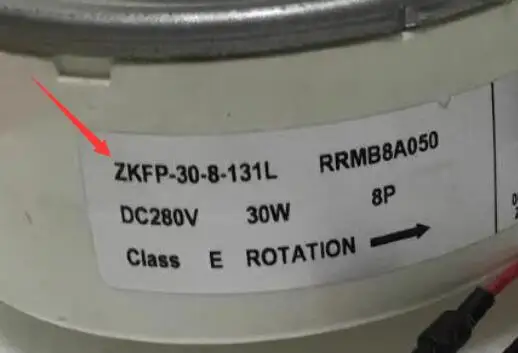 ZKFP-30-8-131L RRMB8A050
DC280V 30W 8P
Class E ROTATION